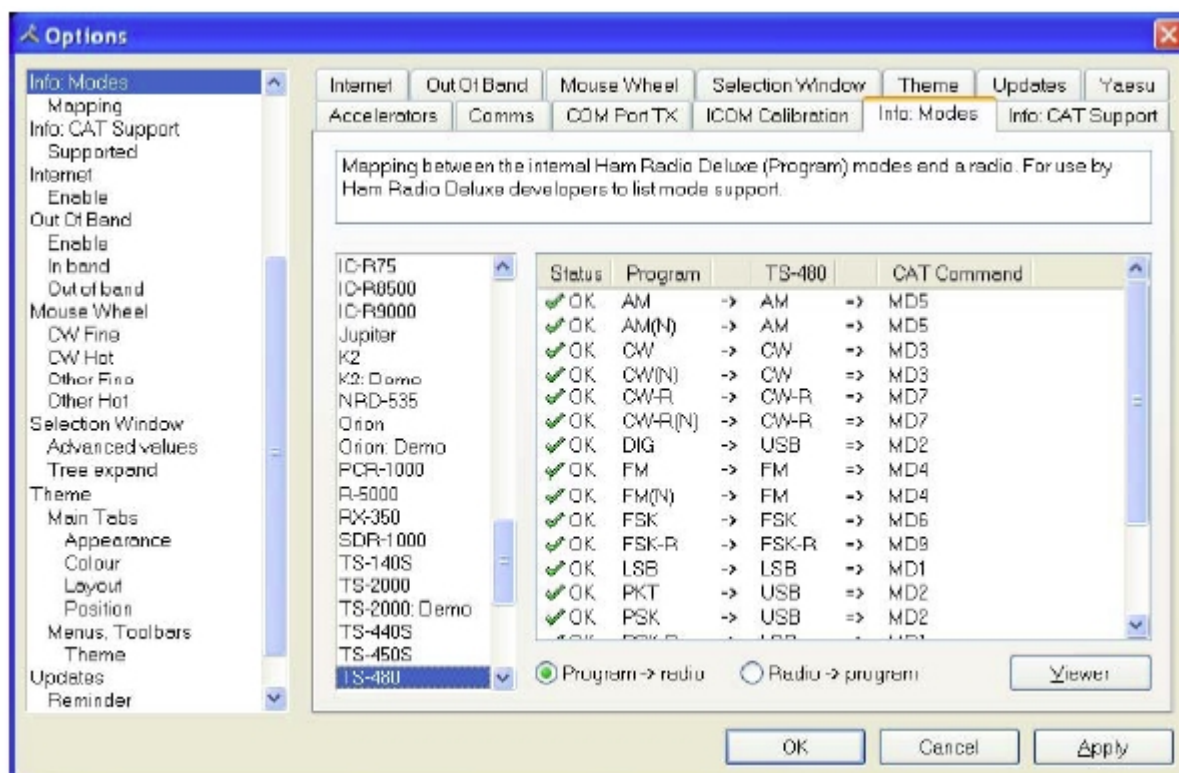 Options
Info: Modes
Mapping
Info: CAT Support
Supported
Internet
Enable
Out Of Band
Enable
In band
Out of band
Mouse Wheel
CW Fine
CW Hot
Other Fine
Other Hot
Selection Window
Advanced values
Tree expand
Theme
Main Tabs
Appearance
Colour
Layout
Position
Menus, Toolbars
Theme
Updates
Reminder
Internet Out Of Band Mouse Wheel Selection Window Theme Updates Yaesu
Accelerators Comms COM Port TX ICOM Calibration Info: Modes Info: CAT Support
Mapping between the internal Ham Radio Deluxe (Program) modes and a radio. For use by
Ham Radio Deluxe developers to list mode support.
IC-R75
IC-R8500
IC-R9000
Jupiter
K2
K2: Demo
NRD-535
Orion
Orion: Demo
PCR-1000
R-5000
RX-350
SDR-1000
TS-140S
TS-2000
TS-2000: Demo
TS-440S
TS-450S
TS-480
Status Program TS-480 CAT Command
OK AM -> AM => MD5
OK AM(N) -> AM => MD5
OK CW -> CW => MD3
OK CW(N) -> CW => MD3
OK CW-R -> CW-R => MD7
OK CW-R(N) -> CW-R => MD7
OK DIG -> USB => MD2
OK FM -> FM => MD4
OK FM(N) -> FM => MD4
OK FSK -> FSK => MD6
OK FSK-R -> FSK-R => MD9
OK LSB -> LSB => MD1
OK PKT -> USB => MD2
OK PSK -> USB => MD2
Program -> radio Radio -> program Viewer
OK Cancel Apply